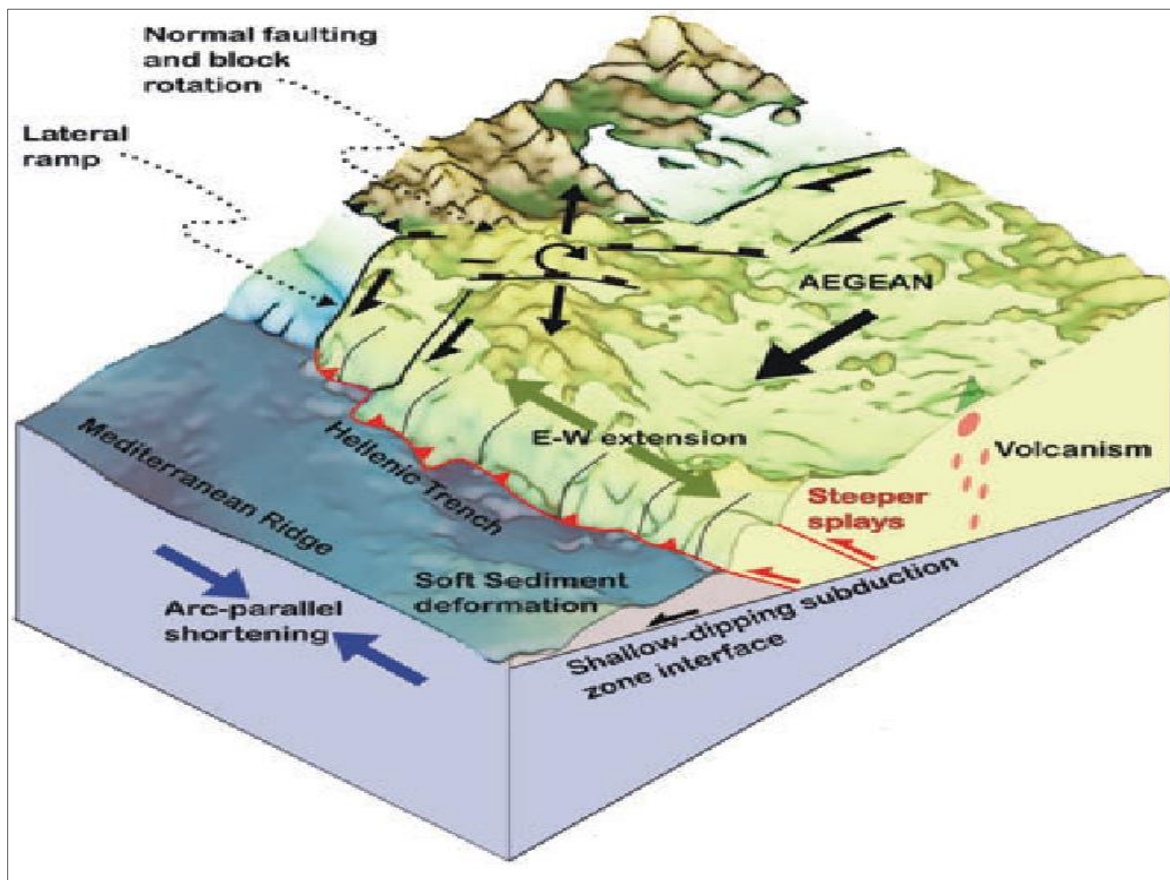 Normal faulting
and block
rotation
Lateral
ramp
AEGEAN
E-W extension
Volcanism
Steeper
splays
Hellenic Trench
Mediterranean Ridge
Soft Sediment
deformation
Arc-parallel
shortening
Shallow-dipping subduction
zone interface